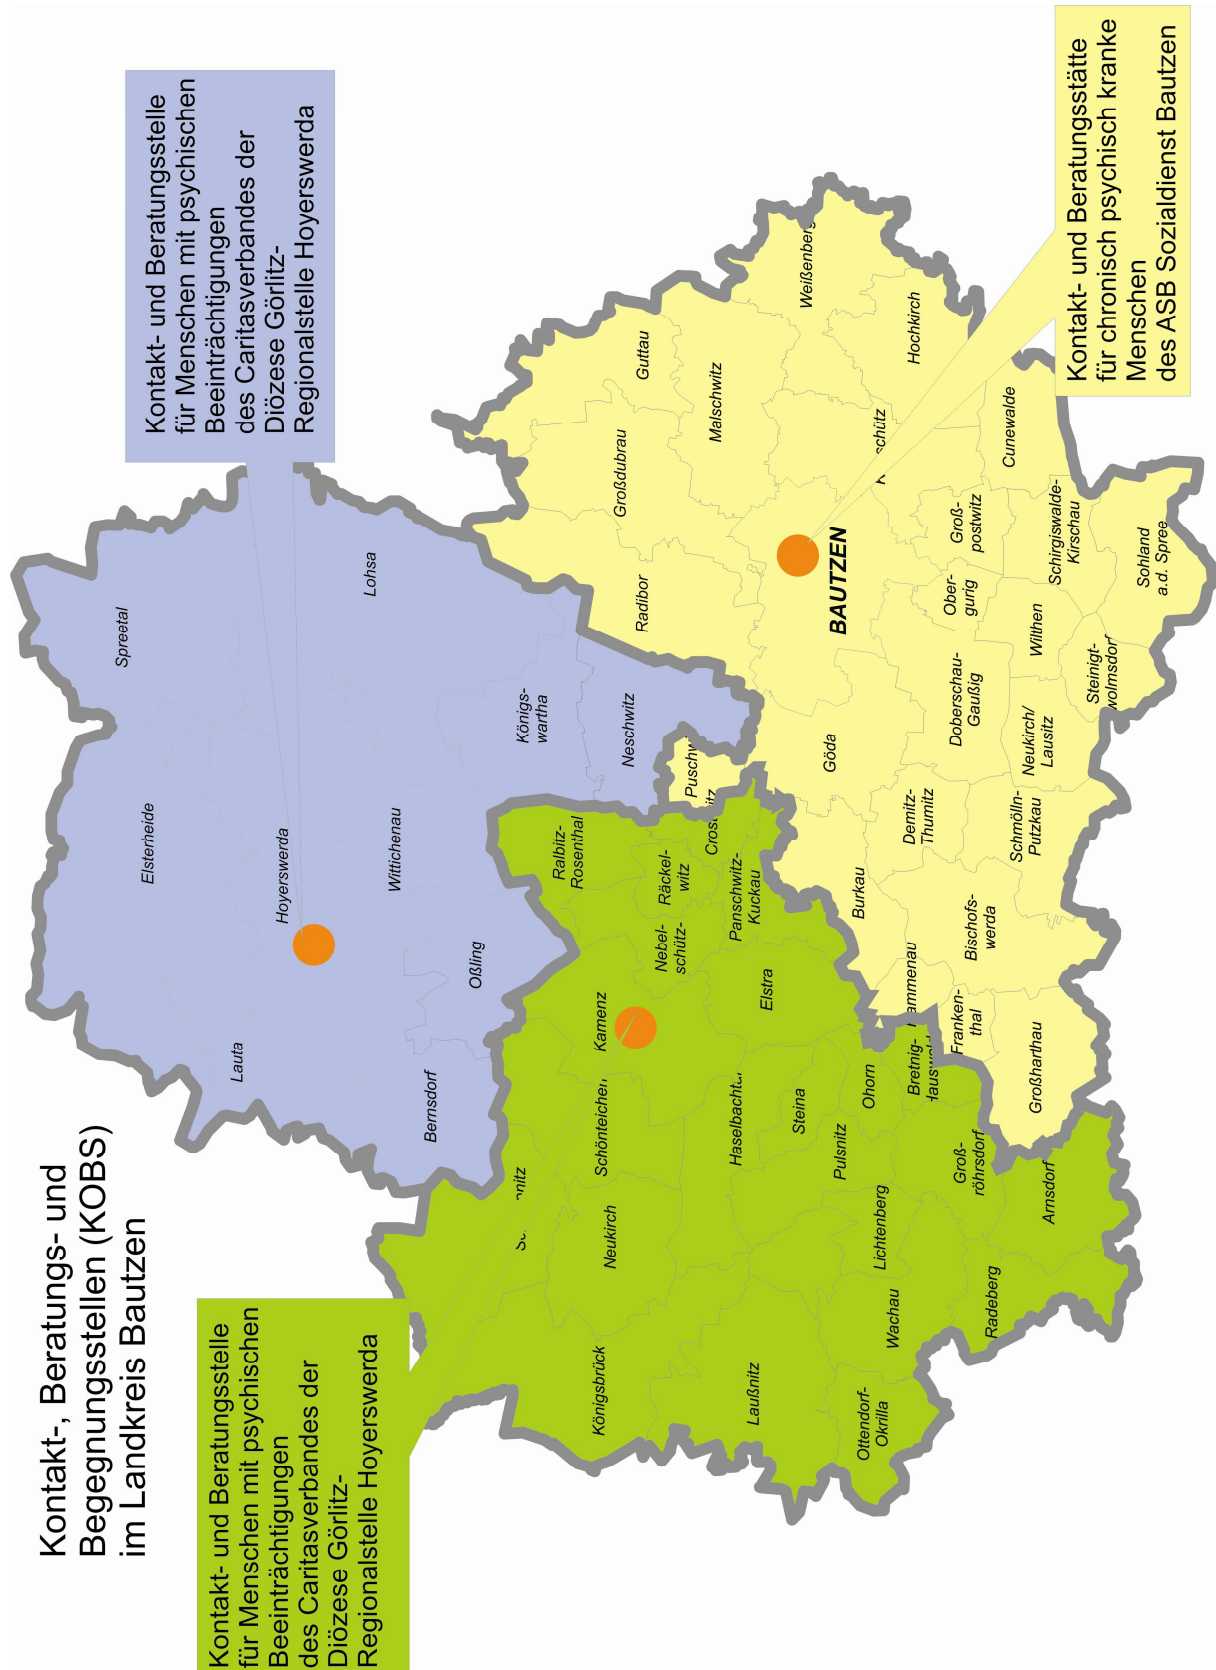 Kontakt-, Beratungs- und
Begegnungsstellen (KOBS)
im Landkreis Bautzen
Kontakt- und Beratungsstelle
für Menschen mit psychischen
Beeinträchtigungen
des Caritasverbandes der
Diözese Görlitz-
Regionalstelle Hoyerswerda
Kontakt- und Beratungsstelle
für Menschen mit psychischen
Beeinträchtigungen
des Caritasverbandes der
Diözese Görlitz-
Regionalstelle Hoyerswerda
Kontakt- und Beratungsstätte
für chronisch psychisch kranke
Menschen
des ASB Sozialdienst Bautzen
Spreetal
Elsterheide
Lauta
Hoyerswerda
Lohsa
Wittichenau
Bernsdorf
Oßling
Königs-
wartha
Neschwitz
Ralbitz-
Rosenthal
Königsbrück
Neukirch
Schönteichen
Kamenz
Nebel-
schütz-
Räckel-
witz
Panschwitz-
Kuckau
Elstra
Haselbachtal
Laußnitz
Steina
Pulsnitz
Ohorn
Lichtenberg
Wachau
Ottendorf-
Okrilla
Bretnig-
Groß-
röhrsdorf
Radeberg
Arnsdorf
Radibor
Großdubrau
Guttau
Malschwitz
Weißenberg
BAUTZEN
Göda
Burkau
Hochkirch
Demitz-
Thumitz
Doberschau-
Gaußig
Ober-
gurig
Groß-
postwitz
Cunewalde
Bischofs-
werda
Franken-
thal
Großharthau
Schmölln-
Putzkau
Neukirch/
Lausitz
Wilthen
Schirgiswalde-
Kirschau
Steinigt-
wolmsdorf
Sohland
a.d. Spree